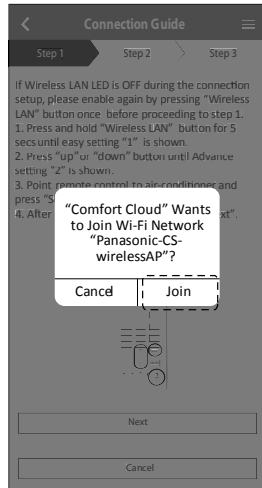 Connection Guide
Step 1
Step 2
Step 3
If Wireless LAN LED is OFF during the connection
setup, please enable again by pressing “Wireless
LAN” button once before proceeding to step 1.
1. Press and hold “Wireless LAN” button for 5
secs until easy setting “1” is shown.
2. Press “up” or “down” button until Advance
setting “2” is shown.
3. Point remote control to air-conditioner and
press “S
4. After
ext”.
“Comfort Cloud” Wants
to Join Wi-Fi Network
“Panasonic-CS-
wirelessAP”?
Cancel
Join
Next
Cancel